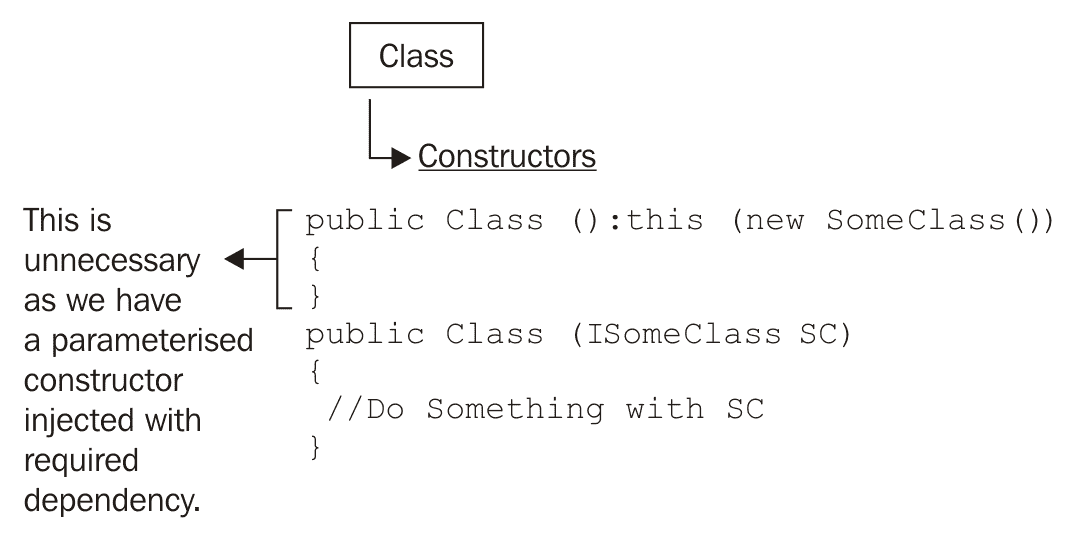 Class
Constructors
This is
unnecessary
as we have
a parameterised
constructor
injected with
required
dependency.
public Class ():this (new SomeClass())
{
}
public Class (ISomeClass SC)
{
//Do Something with SC
}